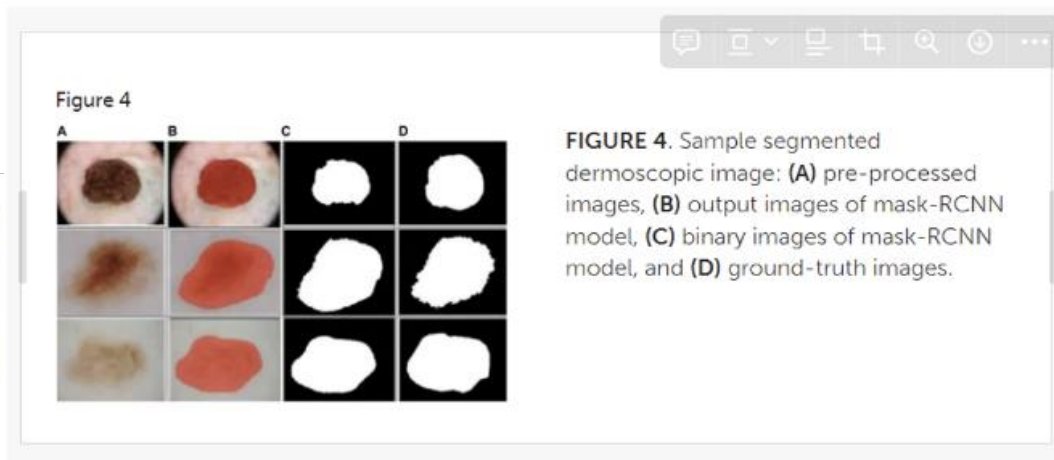 Figure 4
A B C D
FIGURE 4. Sample segmented
dermoscopic image: (A) pre-processed
images, (B) output images of mask-RCNN
model, (C) binary images of mask-RCNN
model, and (D) ground-truth images.